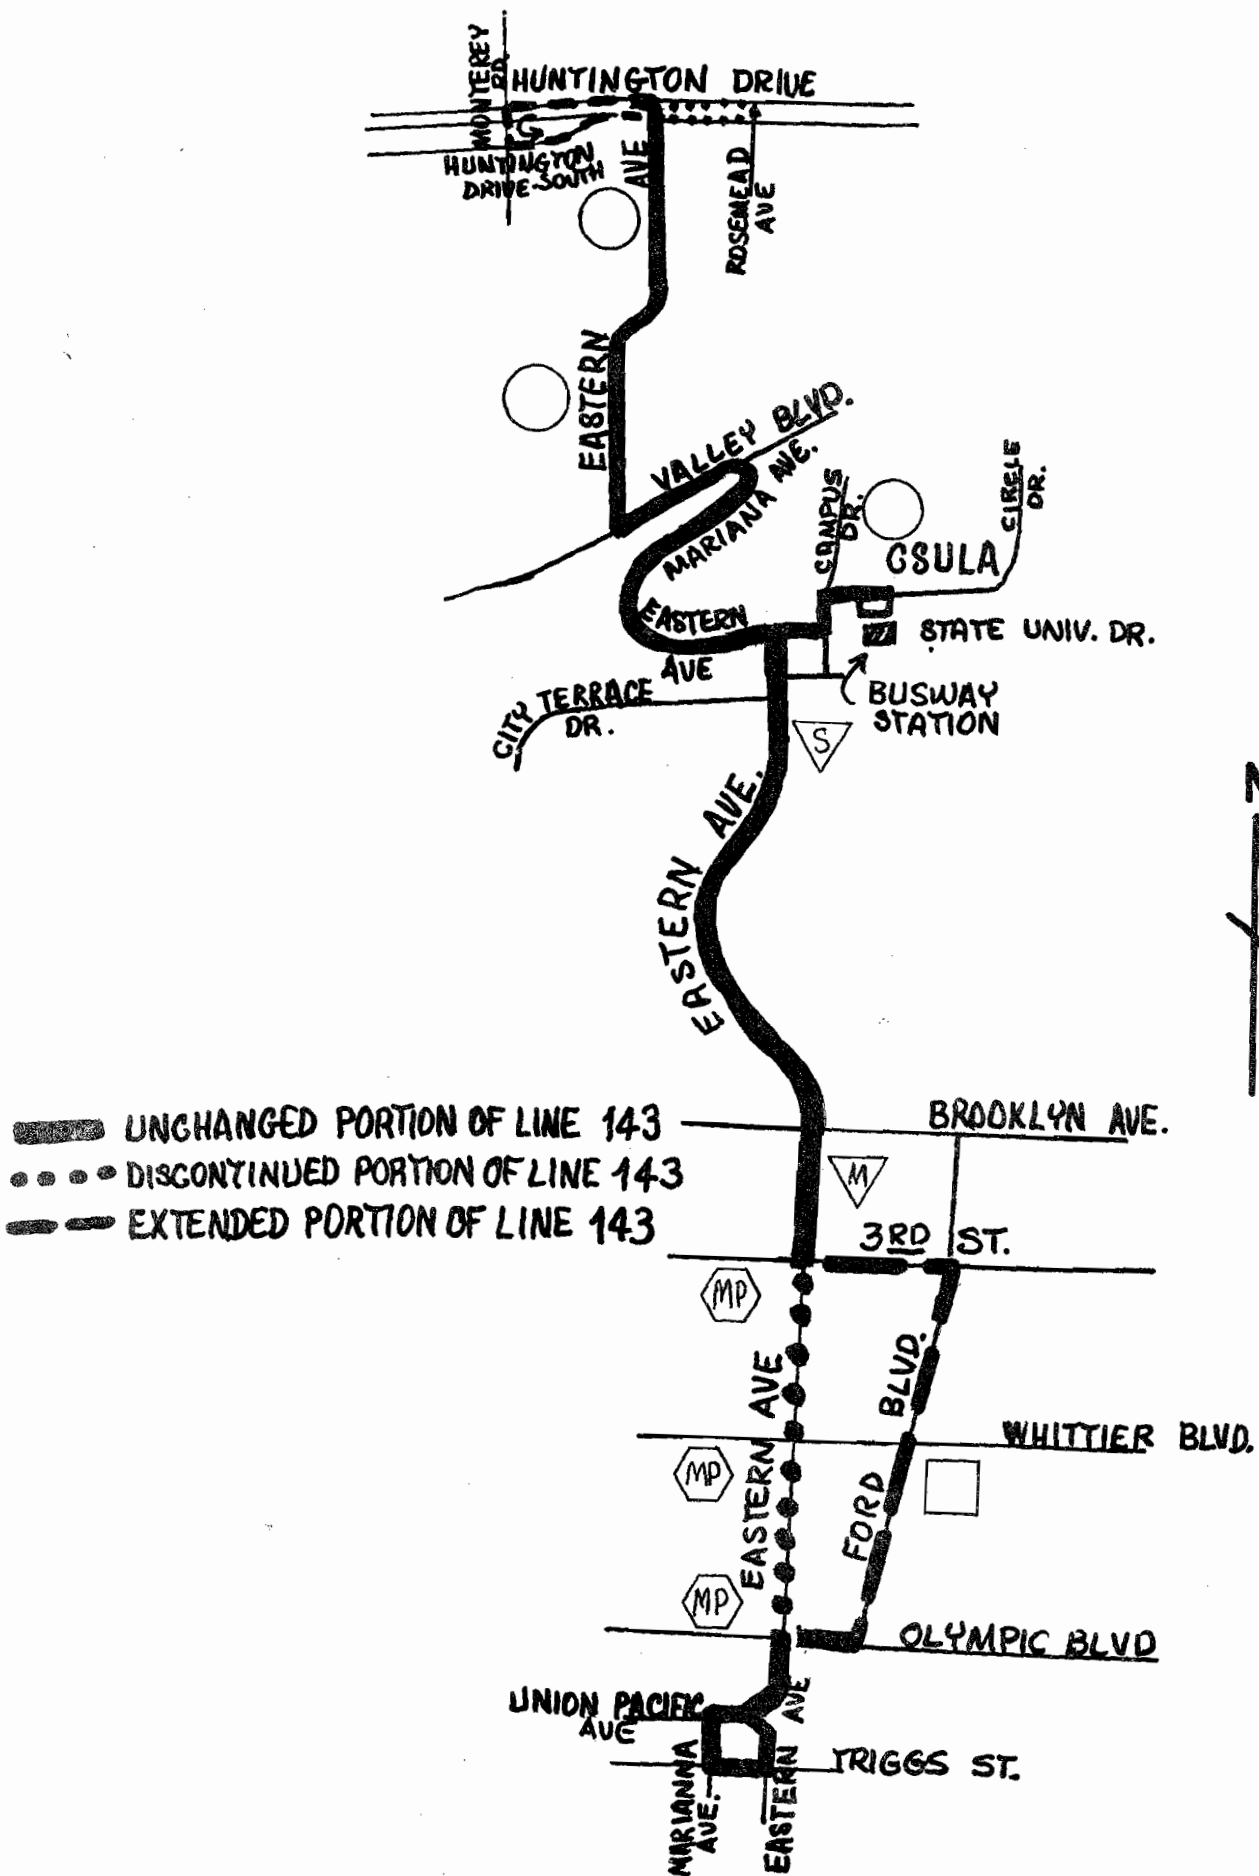 MONTEREY
RD.
HUNTINGTON DRIVE
HUNTINGTON
DRIVE-SOUTH
AVE
ROSEMEAD
AVE
EASTERN
VALLEY BLVD.
MARIANA AVE.
CAMPUS
DR.
CIRCLE
DR.
CSULA
EASTERN
AVE
STATE UNIV. DR.
CITY TERRACE
DR.
BUSWAY
STATION
S
N
EASTERN AVE.
UNCHANGED PORTION OF LINE 143
DISCONTINUED PORTION OF LINE 143
EXTENDED PORTION OF LINE 143
BROOKLYN AVE.
M
3RD ST.
MP
EASTERN AVE
FORD BLVD.
WHITTIER BLVD.
MP
MP
OLYMPIC BLVD
UNION PACIFIC
AVE
EASTERN AVE
TRIGGS ST.
MARIANNA
AVE.